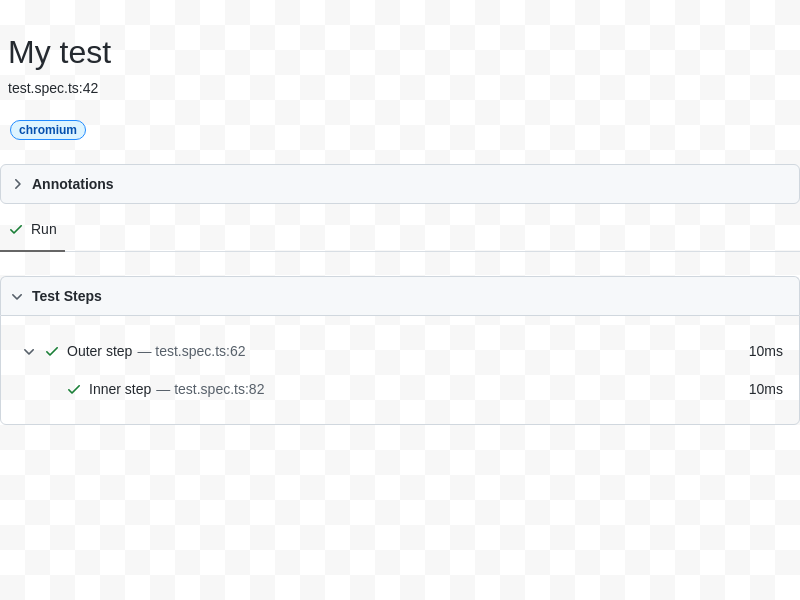 My test
test.spec.ts:42
chromium
Annotations
Run
Test Steps
Outer step — test.spec.ts:62 10ms
Inner step — test.spec.ts:82 10ms